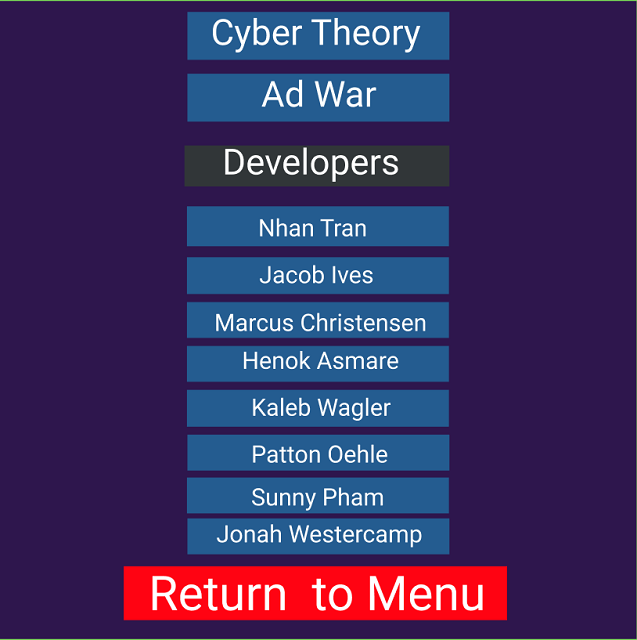 Cyber Theory
Ad War
Developers
Nhan Tran
Jacob Ives
Marcus Christensen
Henok Asmare
Kaleb Wagler
Patton Oehle
Sunny Pham
Jonah Westercamp
Return  to Menu